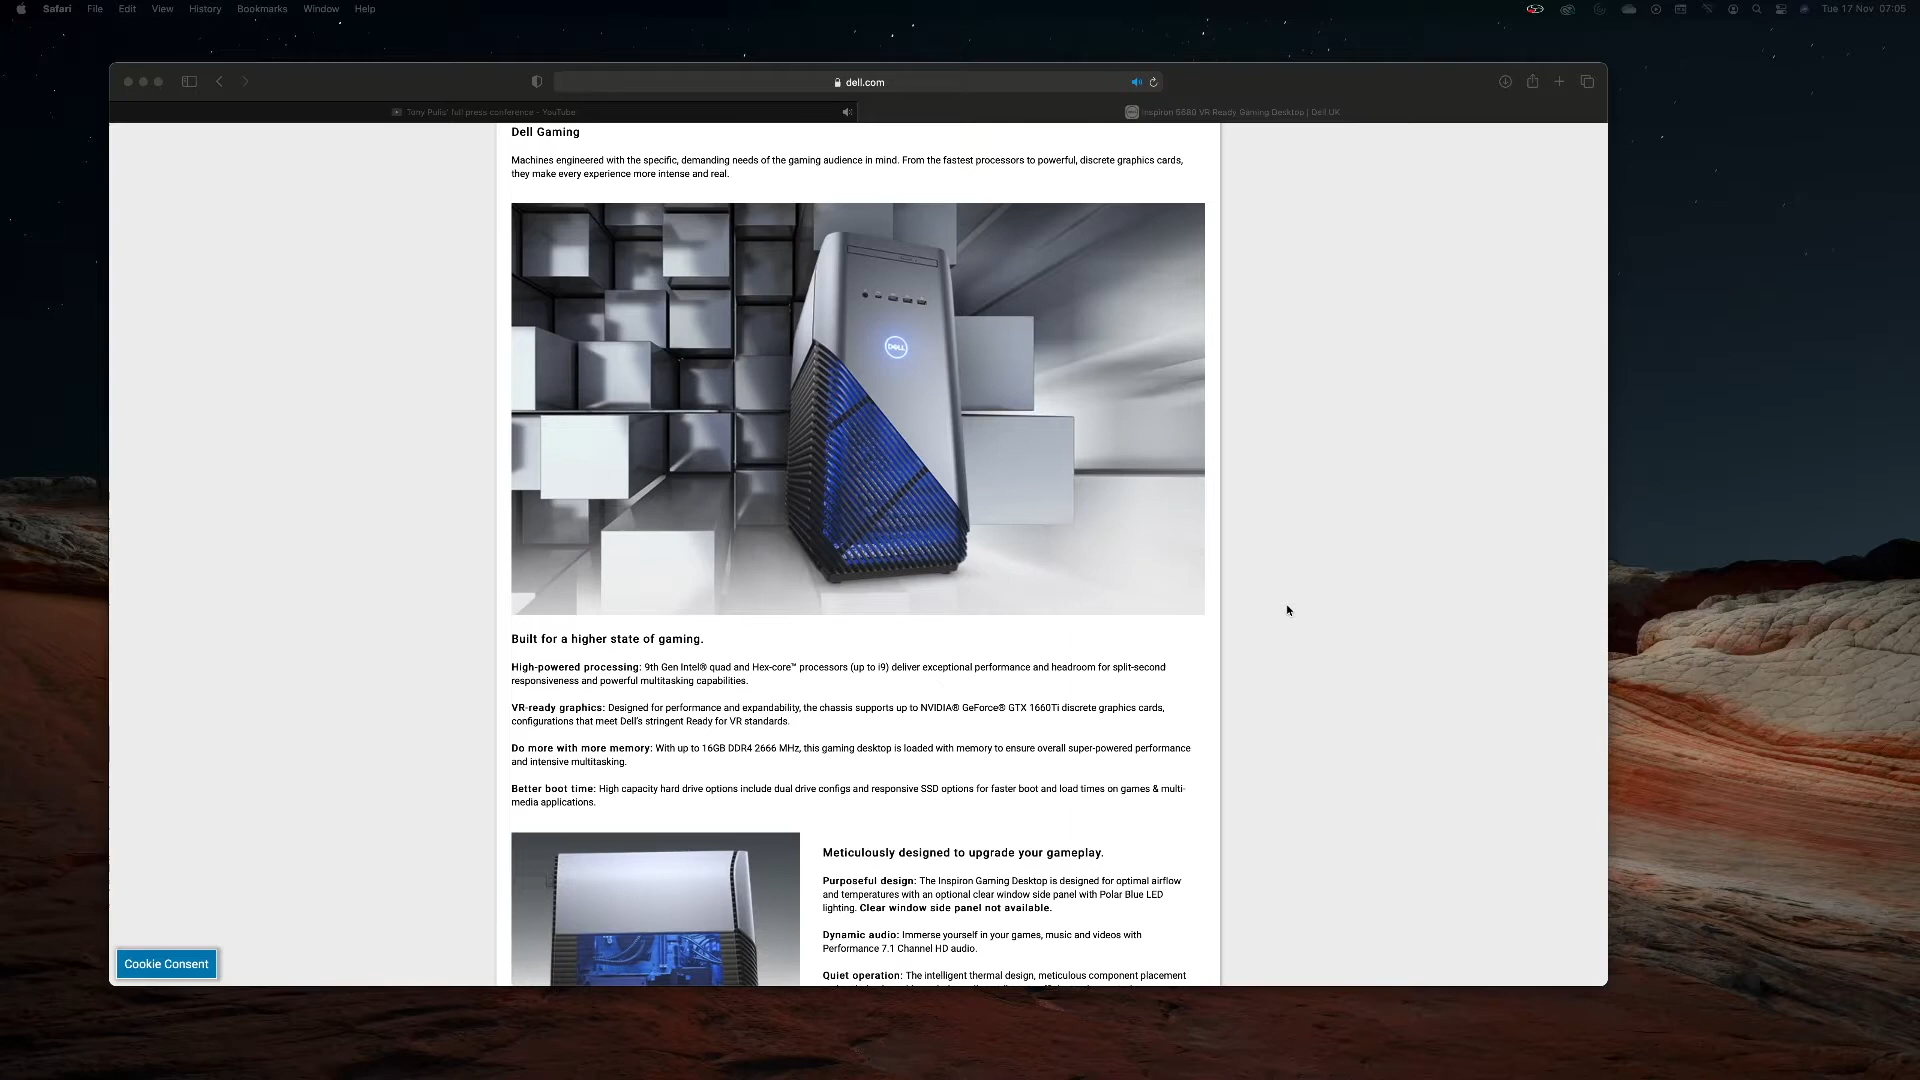 Safari File Edit View History Bookmarks Window Help
Tue 17 Nov 07:05
dell.com
Tony Pulis' full press conference - YouTube
Inspiron 5680 VR Ready Gaming Desktop | Dell UK
Dell Gaming
Machines engineered with the specific, demanding needs of the gaming audience in mind. From the fastest processors to powerful, discrete graphics cards,
they make every experience more intense and real.
DELL
Built for a higher state of gaming.
High-powered processing: 9th Gen Intel® quad and Hex-core™ processors (up to i9) deliver exceptional performance and headroom for split-second
responsiveness and powerful multitasking capabilities.
VR-ready graphics: Designed for performance and expandability, the chassis supports up to NVIDIA® GeForce® GTX 1660Ti discrete graphics cards,
configurations that meet Dell's stringent Ready for VR standards.
Do more with more memory: With up to 16GB DDR4 2666 MHz, this gaming desktop is loaded with memory to ensure overall super-powered performance
and intensive multitasking.
Better boot time: High capacity hard drive options include dual drive configs and responsive SSD options for faster boot and load times on games & multi-
media applications.
Meticulously designed to upgrade your gameplay.
Purposeful design: The Inspiron Gaming Desktop is designed for optimal airflow
and temperatures with an optional clear window side panel with Polar Blue LED
lighting. Clear window side panel not available.
Dynamic audio: Immerse yourself in your games, music and videos with
Performance 7.1 Channel HD audio.
Quiet operation: The intelligent thermal design, meticulous component placement
Cookie Consent